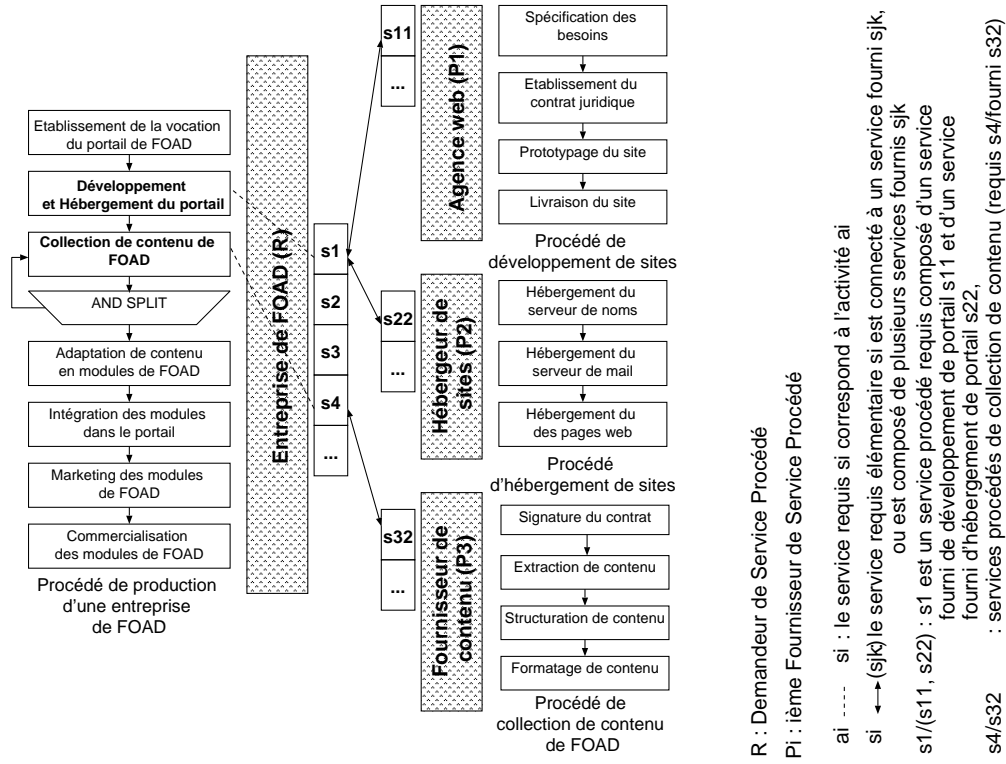 Etablissement de la vocation
du portail de FOAD
Développement
et Hébergement du portail
Collection de contenu de
FOAD
AND SPLIT
Adaptation de contenu
en modules de FOAD
Intégration des modules
dans le portail
Marketing des modules
de FOAD
Commercialisation
des modules de FOAD
Procédé de production
d'une entreprise
de FOAD
Entreprise de FOAD (R)
s1
s2
s3
s4
...
s11
...
Agence web (P1)
Spécification des
besoins
Etablissement du
contrat juridique
Prototypage du site
Livraison du site
Procédé de
développement de sites
s22
...
Hébergeur de
sites (P2)
Hébergement du
serveur de noms
Hébergement du
serveur de mail
Hébergement du
des pages web
Procédé
d'hébergement de sites
s32
...
Fournisseur de
contenu (P3)
Signature du contrat
Extraction de contenu
Structuration de contenu
Formatage de contenu
Procédé de
collection de contenu
de FOAD
R : Demandeur de Service Procédé
Pi : ième Fournisseur de Service Procédé
ai ---- si : le service requis si correspond à l'activité ai
si (sjk) le service requis élémentaire si est connecté à un service fourni sjk,
ou est composé de plusieurs services fournis sjk
s1/(s11, s22) : s1 est un service procédé requis composé d'un service
fourni de développement de portail s11 et d'un service
fourni d'hébergement de portail s22,
s4/s32 : services procédés de collection de contenu (requis s4/fourni s32)